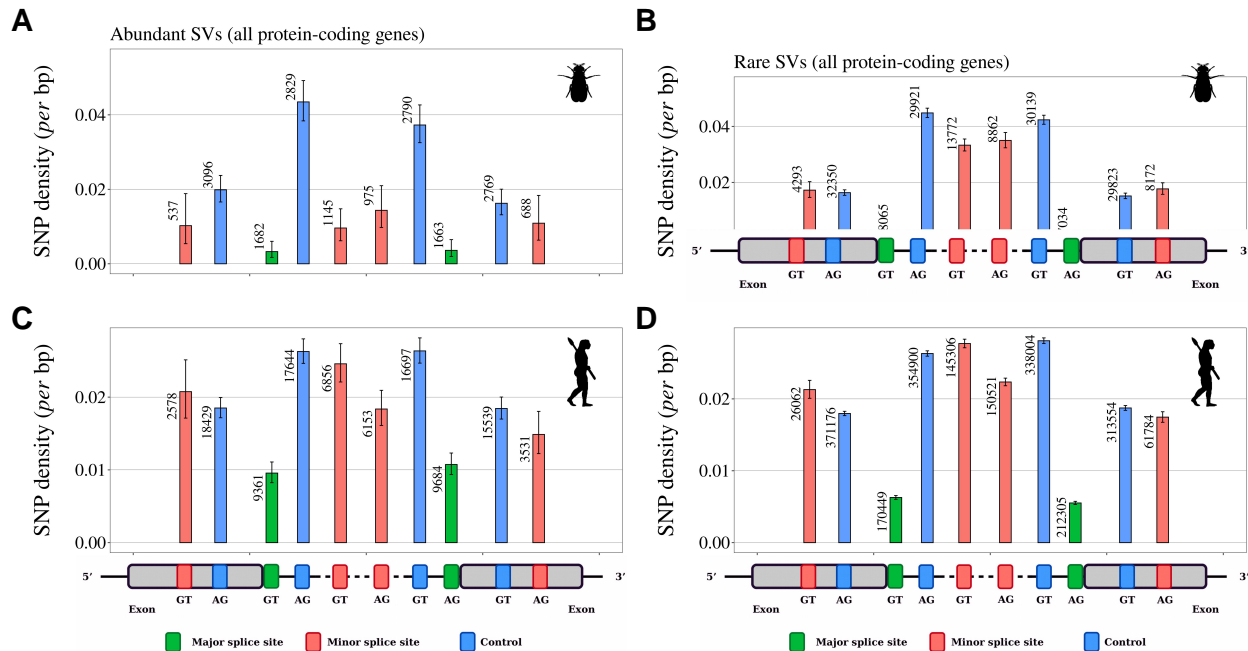 A
Abundant SVs (all protein-coding genes)
SNP density (per bp)
0.04
0.02
0.00
537
3096
1682
2829
1145
975
2790
1663
2769
688
B
Rare SVs (all protein-coding genes)
SNP density (per bp)
0.04
0.02
4293
32350
29921
13772
8862
30139
29823
8172
5′
GT AG GT AG GT AG GT AG GT AG
Exon Exon
C
SNP density (per bp)
0.02
0.01
0.00
2578
18429
9361
17644
6856
6153
16697
9684
15539
3531
5′ 3′
GT AG GT AG GT AG GT AG GT AG
Exon Exon
Major splice site Minor splice site Control
D
SNP density (per bp)
0.02
0.01
0.00
26062
371176
170449
354900
145306
150521
338004
212305
313554
61784
5′ 3′
GT AG GT AG GT AG GT AG GT AG
Exon Exon
Major splice site Minor splice site Control